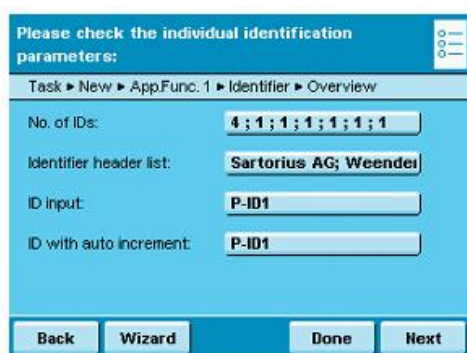 Please check the individual identification
parameters:
Task ▸ New ▸ App.Func. 1 ▸ Identifier ▸ Overview
No. of IDs: 4 ; 1 ; 1 ; 1 ; 1 ; 1 ; 1
Identifier header list: Sartorius AG; Weender
ID input: P-ID1
ID with auto increment: P-ID1
Back Wizard Done Next